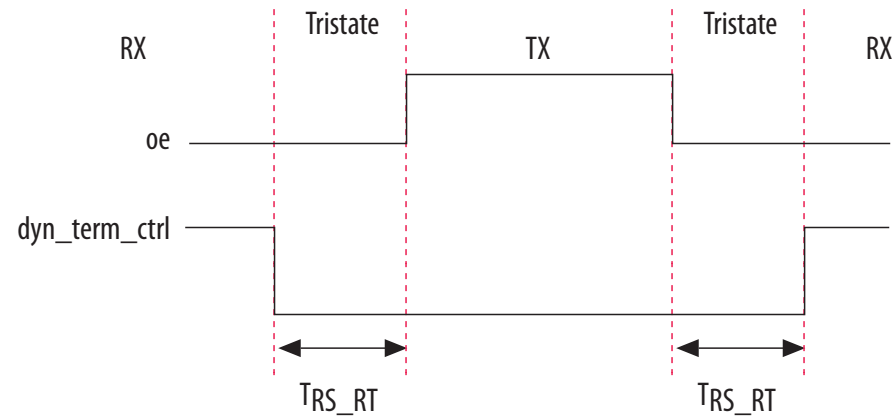 Tristate
Tristate
RX
TX
RX
oe
dyn_term_ctrl
TRS_RT
TRS_RT